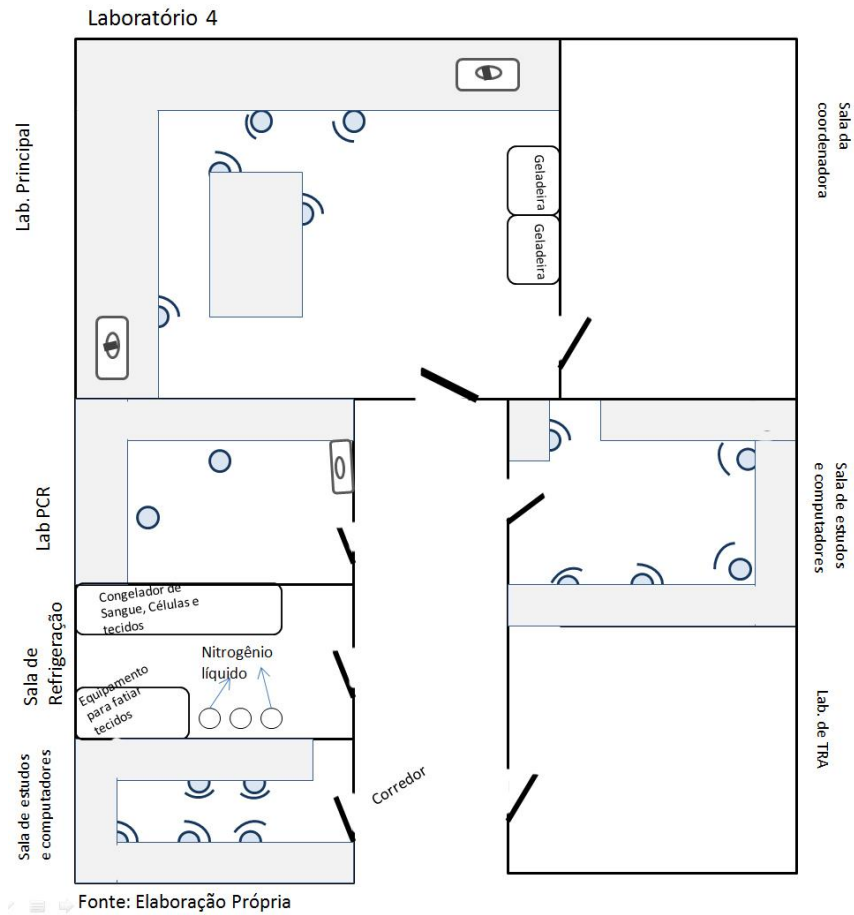 Laboratório 4
Lab. Principal
Sala da
coordenadora
Geladeira
Geladeira
Lab PCR
Sala de estudos
e computadores
Congelador de
Sangue, Células e
tecidos
Sala de
Refrigeração
Nitrogênio
líquido
Equipamento
para fatiar
tecidos
Lab. de TRA
Sala de estudos
e computadores
Corredor
Fonte: Elaboração Própria